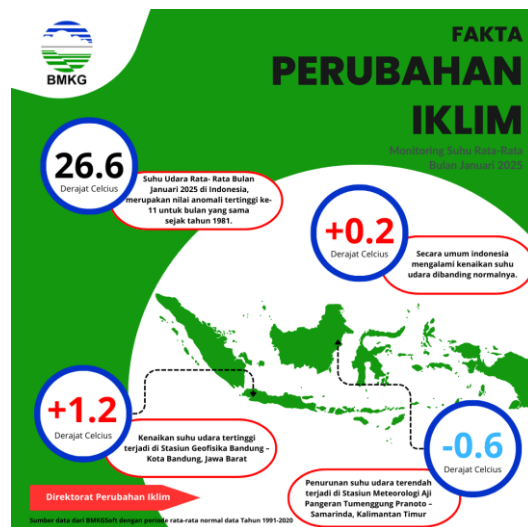 BMKG
FAKTA
PERUBAHAN
IKLIM
Monitoring Suhu Rata-Rata
Bulan Januari 2025
26.6
Derajat Celcius
Suhu Udara Rata- Rata Bulan
Januari 2025 di Indonesia,
merupakan nilai anomali tertinggi ke-
11 untuk bulan yang sama
sejak tahun 1981.
+0.2
Derajat Celcius
Secara umum indonesia
mengalami kenaikan suhu
udara dibanding normalnya.
+1.2
Derajat Celcius
Kenaikan suhu udara tertinggi
terjadi di Stasiun Geofisika Bandung –
Kota Bandung, Jawa Barat
-0.6
Derajat Celcius
Penurunan suhu udara terendah
terjadi di Stasiun Meteorologi Aji
Pangeran Tumenggung Pranoto –
Samarinda, Kalimantan Timur
Direktorat Perubahan Iklim
Sumber data dari BMKGSoft dengan periode rata-rata normal data Tahun 1991-2020